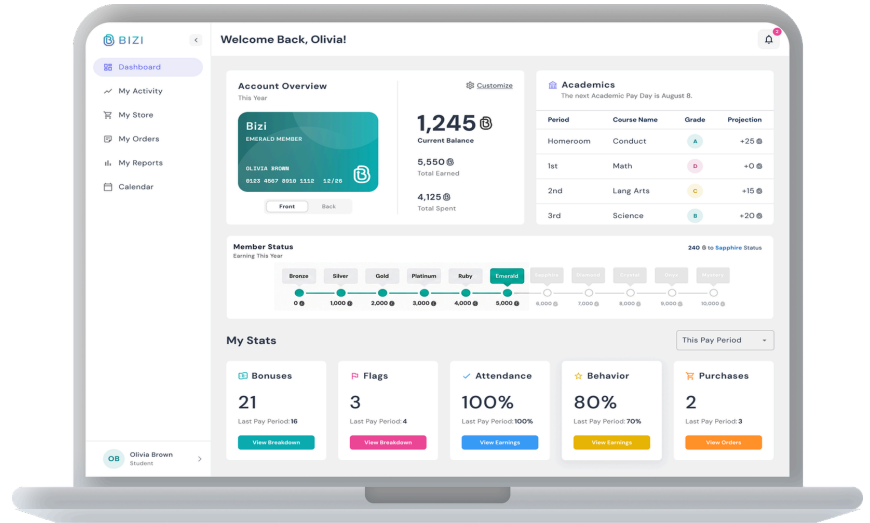 BIZI
Welcome Back, Olivia!
2
Dashboard
My Activity
My Store
My Orders
My Reports
Calendar
Account Overview
This Year
Customize
Bizi
EMERALD MEMBER
OLIVIA BROWN
0123 4567 8910 1112 12/26
Front Back
1,245
Current Balance
5,550
Total Earned
4,125
Total Spent
Academics
The next Academic Pay Day is August 8.
Period Course Name Grade Projection
Homeroom Conduct A +25
1st Math D +0
2nd Lang Arts C +15
3rd Science B +20
Member Status
Earning This Year
240 to Sapphire Status
Bronze Silver Gold Platinum Ruby Emerald Sapphire Diamond
0 1,000 2,000 3,000 4,000 5,000 6,000 7,000 8,000 9,000 10,000
My Stats
This Pay Period
Bonuses
21
Last Pay Period: 16
View Breakdown
Flags
3
Last Pay Period: 4
View Breakdown
Attendance
100%
Last Pay Period: 100%
View Earnings
Behavior
80%
Last Pay Period: 70%
View Earnings
Purchases
2
Last Pay Period: 3
View Orders
OB
Olivia Brown
Student